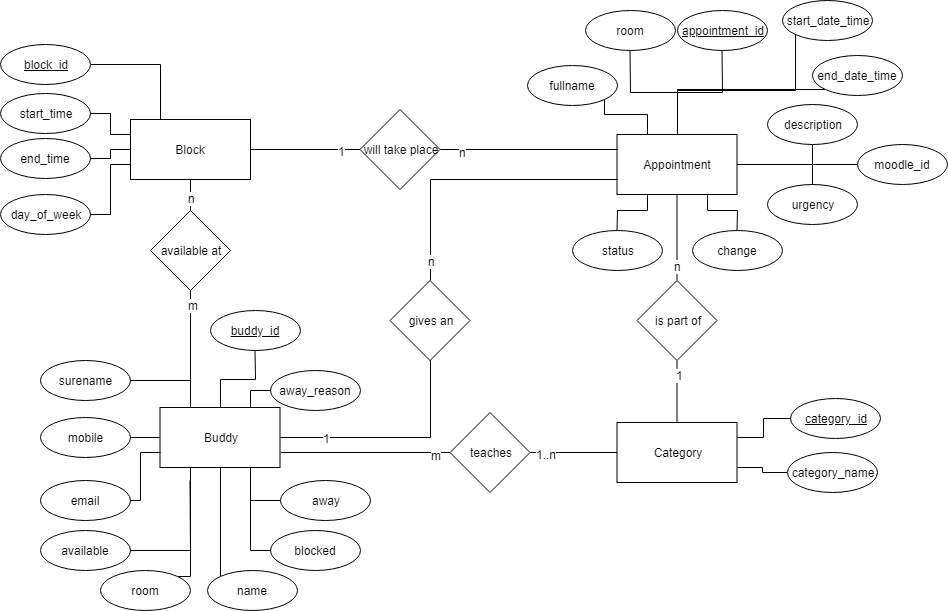 start_date_time
room
appointment_id
block_id
end_date_time
fullname
start_time
description
Block
1
will take place
n
end_time
Appointment
moodle_id
n
day_of_week
urgency
available at
status
change
n
n
m
gives an
is part of
buddy_id
surename
away_reason
1
category_id
mobile
Buddy
1
teaches
m
1..n
Category
category_name
email
away
available
blocked
room
name